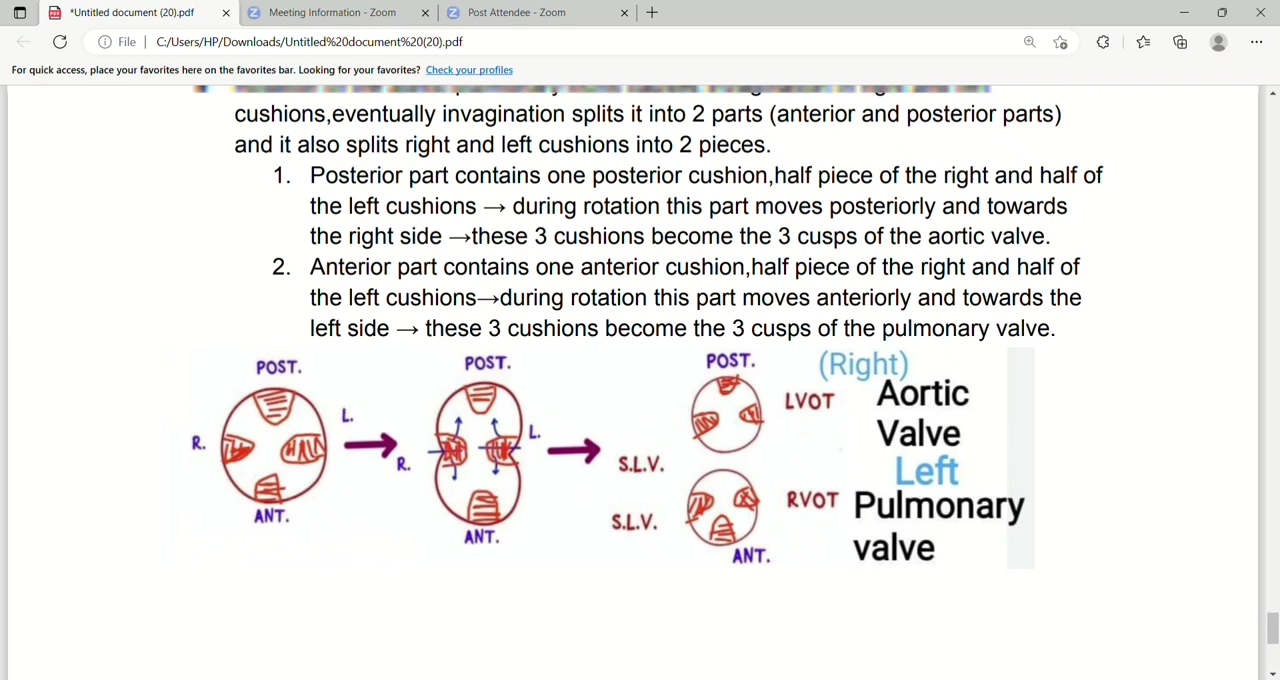 *Untitled document (20).pdf
Meeting Information - Zoom
Post Attendee - Zoom
File
C:/Users/HP/Downloads/Untitled%20document%20(20).pdf
For quick access, place your favorites here on the favorites bar. Looking for your favorites? Check your profiles
cushions,eventually invagination splits it into 2 parts (anterior and posterior parts)
and it also splits right and left cushions into 2 pieces.
1. Posterior part contains one posterior cushion,half piece of the right and half of
the left cushions → during rotation this part moves posteriorly and towards
the right side →these 3 cushions become the 3 cusps of the aortic valve.
2. Anterior part contains one anterior cushion,half piece of the right and half of
the left cushions→during rotation this part moves anteriorly and towards the
left side → these 3 cushions become the 3 cusps of the pulmonary valve.
POST.
R.
L.
ANT.
POST.
R.
L.
ANT.
POST.
(Right)
LVOT
Aortic
Valve
S.L.V.
Left
S.L.V.
RVOT
Pulmonary
valve
ANT.